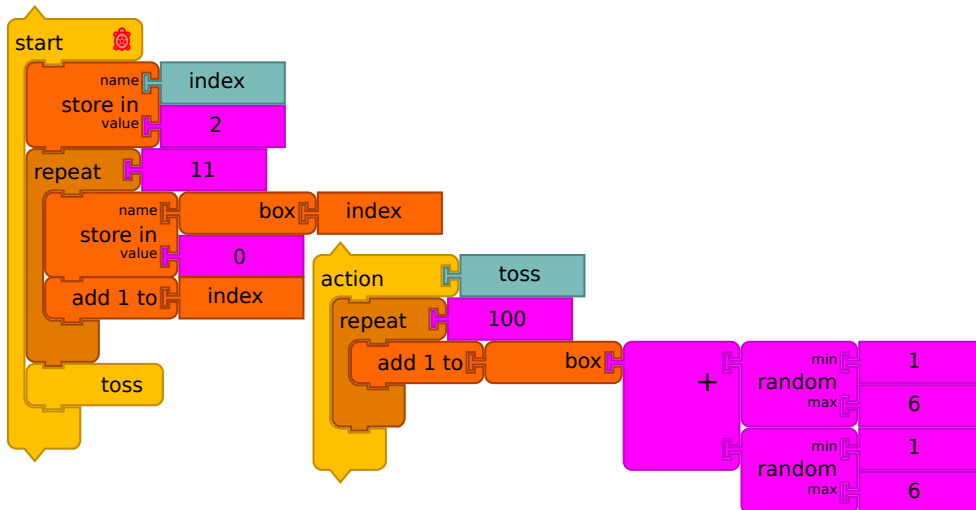 start
name index
store in
value 2
repeat 11
name box index
store in
value 0
add 1 to index
toss
action toss
repeat 100
add 1 to box + random
min 1
max 6
random
min 1
max 6